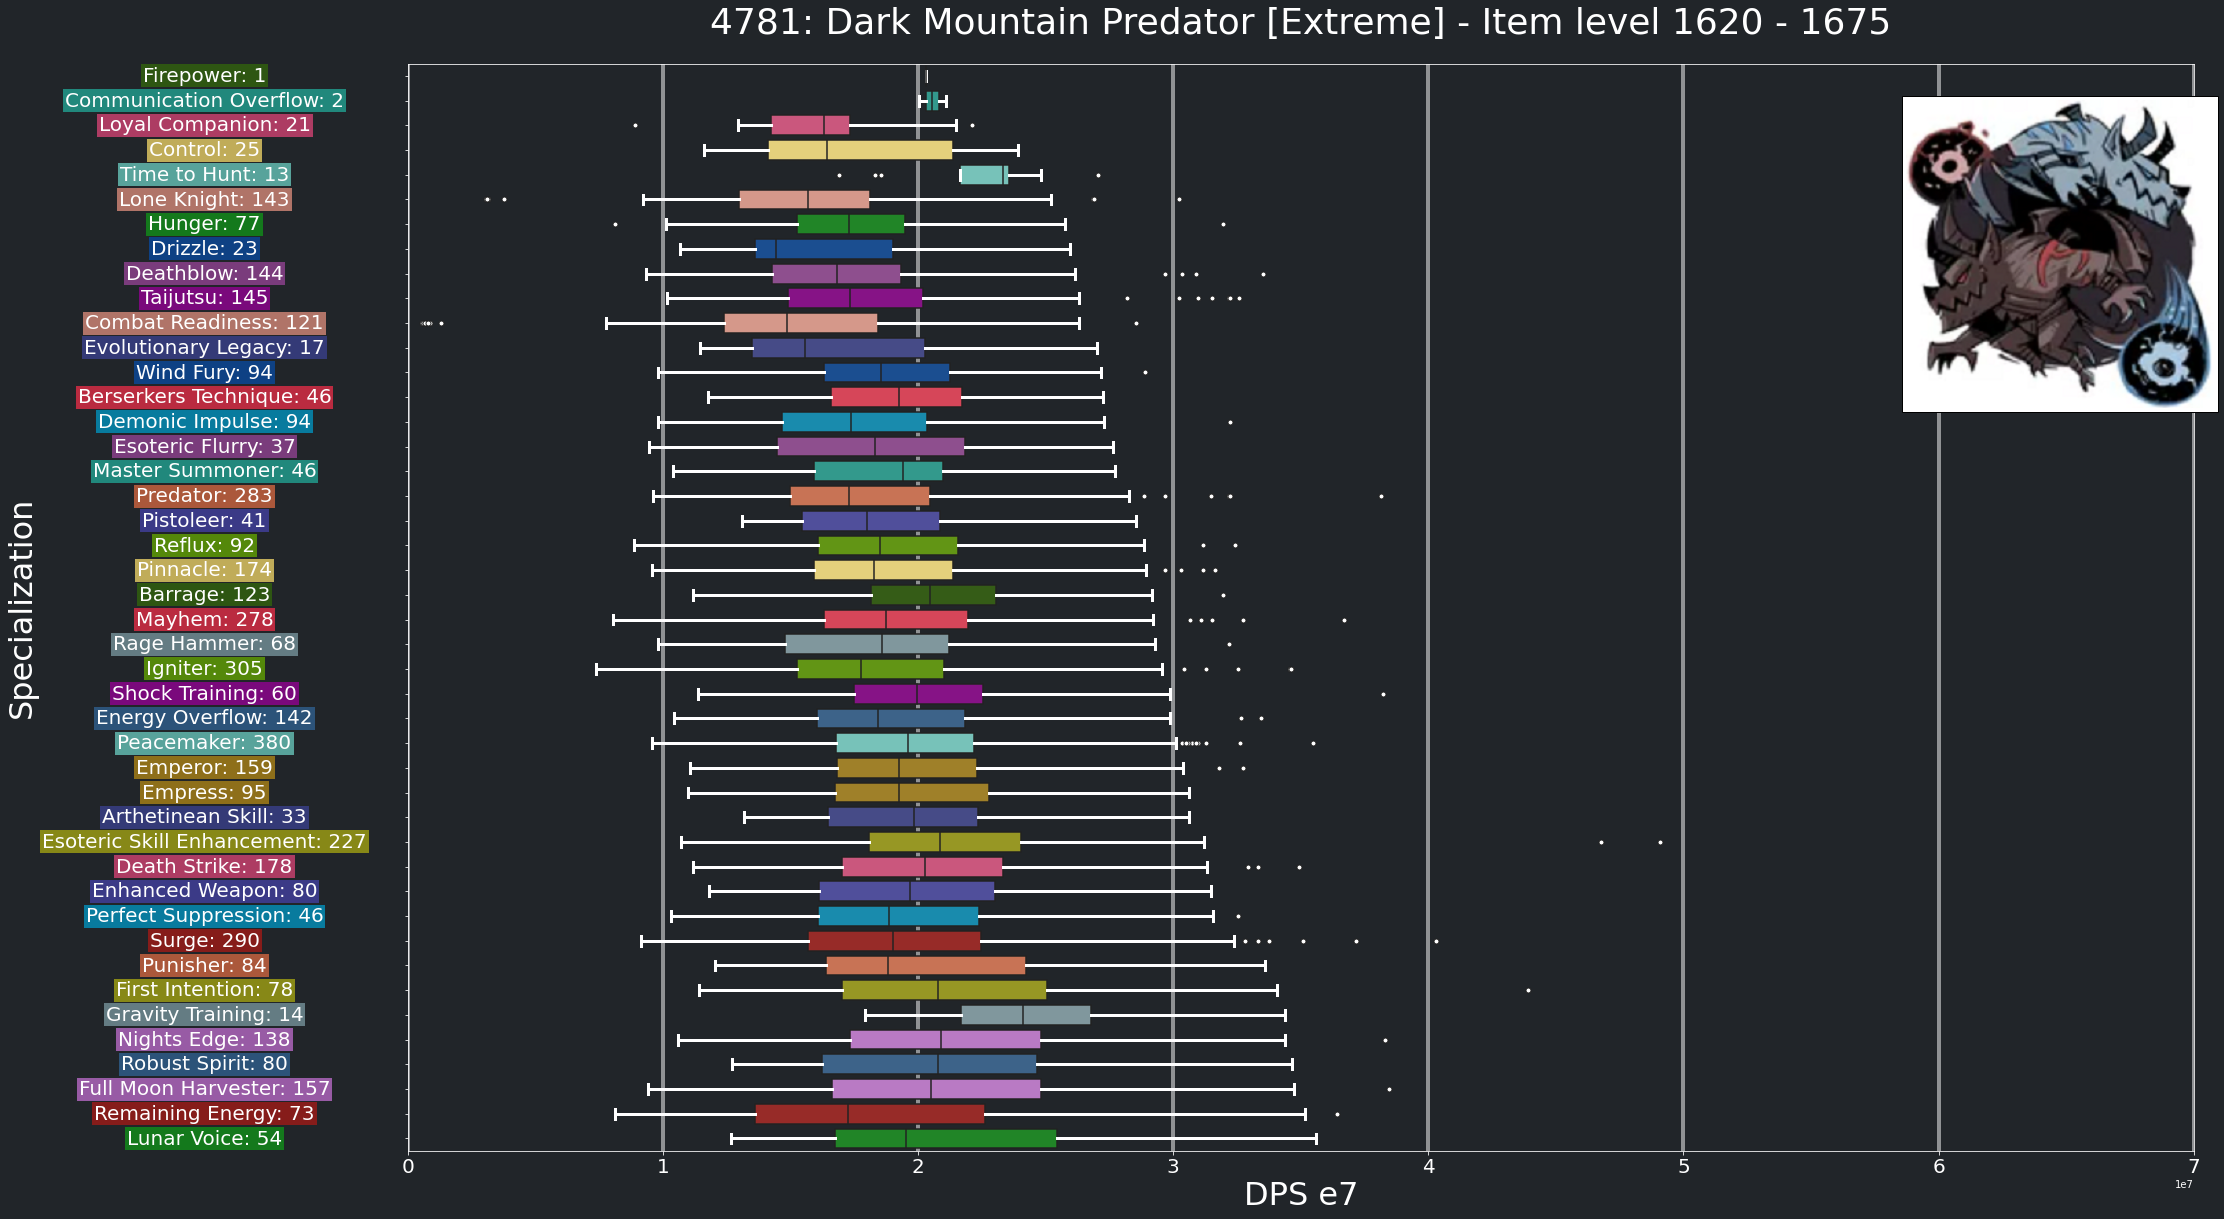 4781: Dark Mountain Predator [Extreme] - Item level 1620 - 1675
Specialization
Firepower: 1
Communication Overflow: 2
Loyal Companion: 21
Control: 25
Time to Hunt: 13
Lone Knight: 143
Hunger: 77
Drizzle: 23
Deathblow: 144
Taijutsu: 145
Combat Readiness: 121
Evolutionary Legacy: 17
Wind Fury: 94
Berserkers Technique: 46
Demonic Impulse: 94
Esoteric Flurry: 37
Master Summoner: 46
Predator: 283
Pistoleer: 41
Reflux: 92
Pinnacle: 174
Barrage: 123
Mayhem: 278
Rage Hammer: 68
Igniter: 305
Shock Training: 60
Energy Overflow: 142
Peacemaker: 380
Emperor: 159
Empress: 95
Arthetinean Skill: 33
Esoteric Skill Enhancement: 227
Death Strike: 178
Enhanced Weapon: 80
Perfect Suppression: 46
Surge: 290
Punisher: 84
First Intention: 78
Gravity Training: 14
Nights Edge: 138
Robust Spirit: 80
Full Moon Harvester: 157
Remaining Energy: 73
Lunar Voice: 54
0 1 2 3 4 5 6 7
1e7
DPS e7